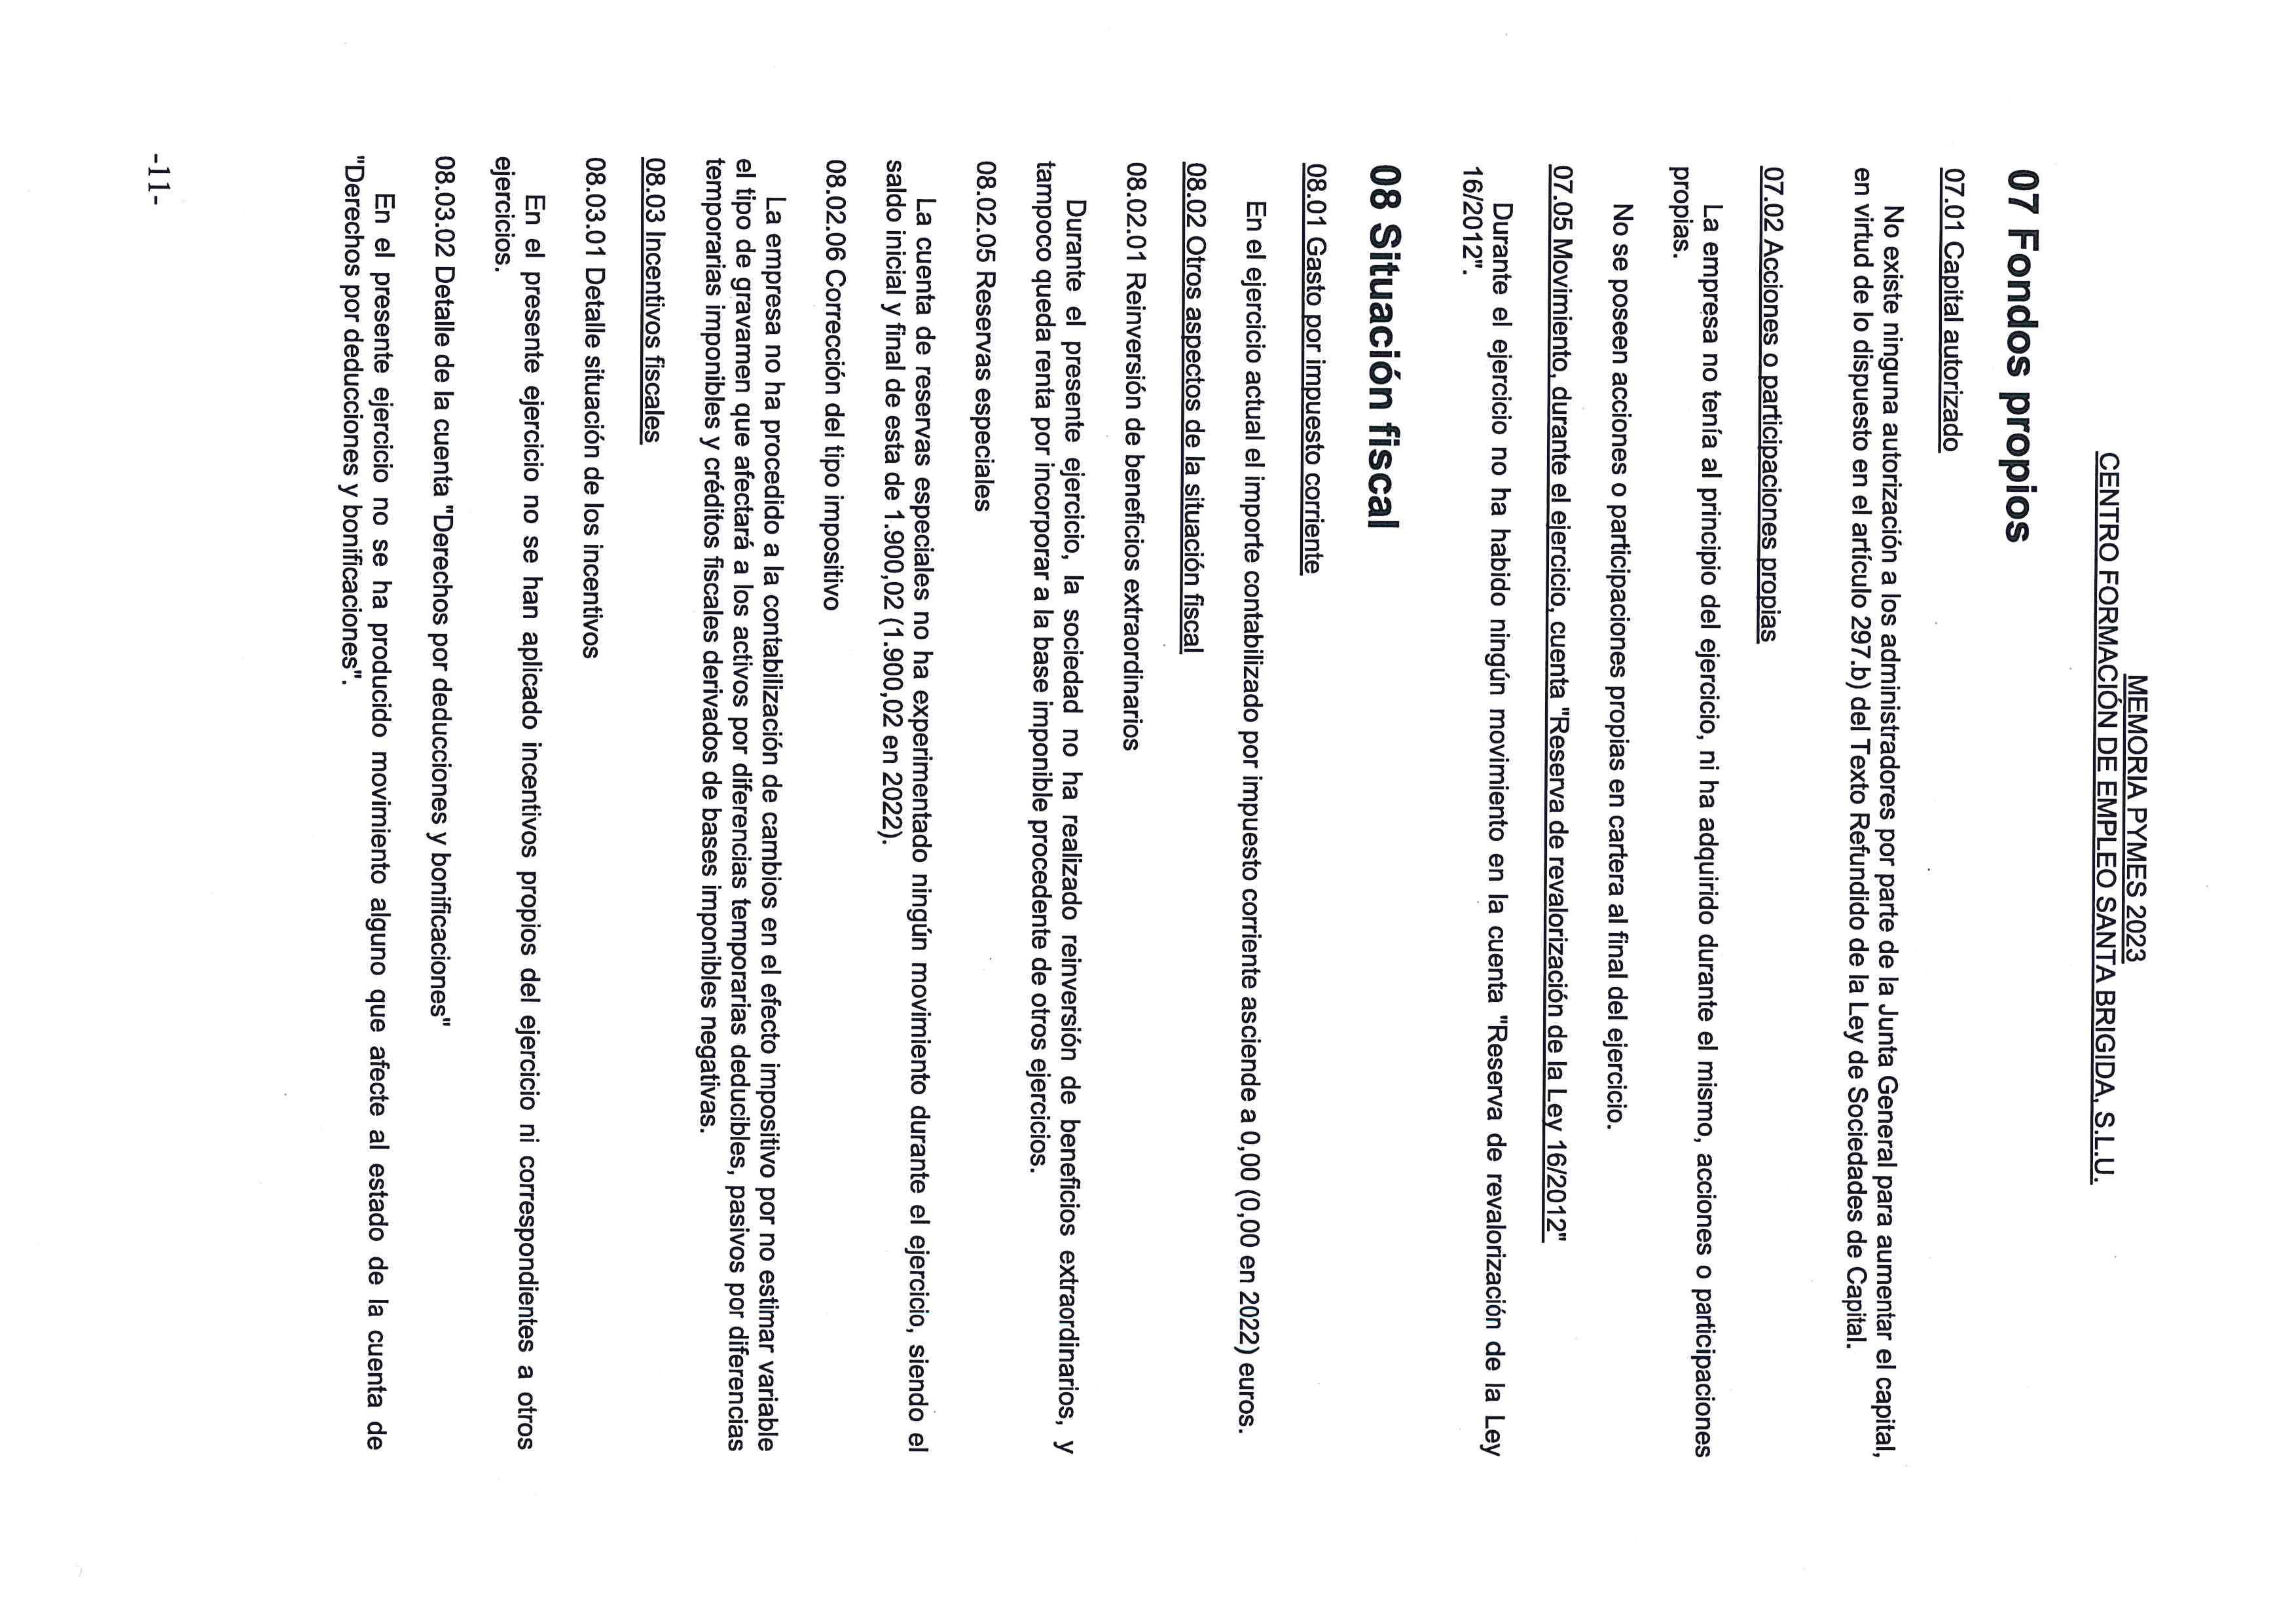 MEMORIA PYMES 2023
CENTRO FORMACIÓN DE EMPLEO SANTA BRIGIDA, S.L.U.
07 Fondos propios
07.01 Capital autorizado
No existe ninguna autorización a los administradores por parte de la Junta General para aumentar el capital,
en virtud de lo dispuesto en el artículo 297.b) del Texto Refundido de la Ley de Sociedades de Capital.
07.02 Acciones o participaciones propias
La empresa no tenía al principio del ejercicio, ni ha adquirido durante el mismo, acciones o participaciones
propias.
No se poseen acciones o participaciones propias en cartera al final del ejercicio.
07.05 Movimiento, durante el ejercicio, cuenta "Reserva de revalorización de la Ley 16/2012"
Durante el ejercicio no ha habido ningún movimiento en la cuenta "Reserva de revalorización de la Ley
16/2012".
08 Situación fiscal
08.01 Gasto por impuesto corriente
En el ejercicio actual el importe contabilizado por impuesto corriente asciende a 0,00 (0,00 en 2022) euros.
08.02 Otros aspectos de la situación fiscal
08.02.01 Reinversión de beneficios extraordinarios
Durante el presente ejercicio, la sociedad no ha realizado reinversión de beneficios extraordinarios, y
tampoco queda renta por incorporar a la base imponible procedente de otros ejercicios.
08.02.05 Reservas especiales
La cuenta de reservas especiales no ha experimentado ningún movimiento durante el ejercicio, siendo el
saldo inicial y final de esta de 1.900,02 (1.900,02 en 2022).
08.02.06 Corrección del tipo impositivo
La empresa no ha procedido a la contabilización de cambios en el efecto impositivo por no estimar variable
el tipo de gravamen que afectará a los activos por diferencias temporarias deducibles, pasivos por diferencias
temporarias imponibles y créditos fiscales derivados de bases imponibles negativas.
08.03 Incentivos fiscales
08.03.01 Detalle situación de los incentivos
En el presente ejercicio no se han aplicado incentivos propios del ejercicio ni correspondientes a otros
ejercicios.
08.03.02 Detalle de la cuenta "Derechos por deducciones y bonificaciones"
En el presente ejercicio no se ha producido movimiento alguno que afecte al estado de la cuenta de
"Derechos por deducciones y bonificaciones".
-11-